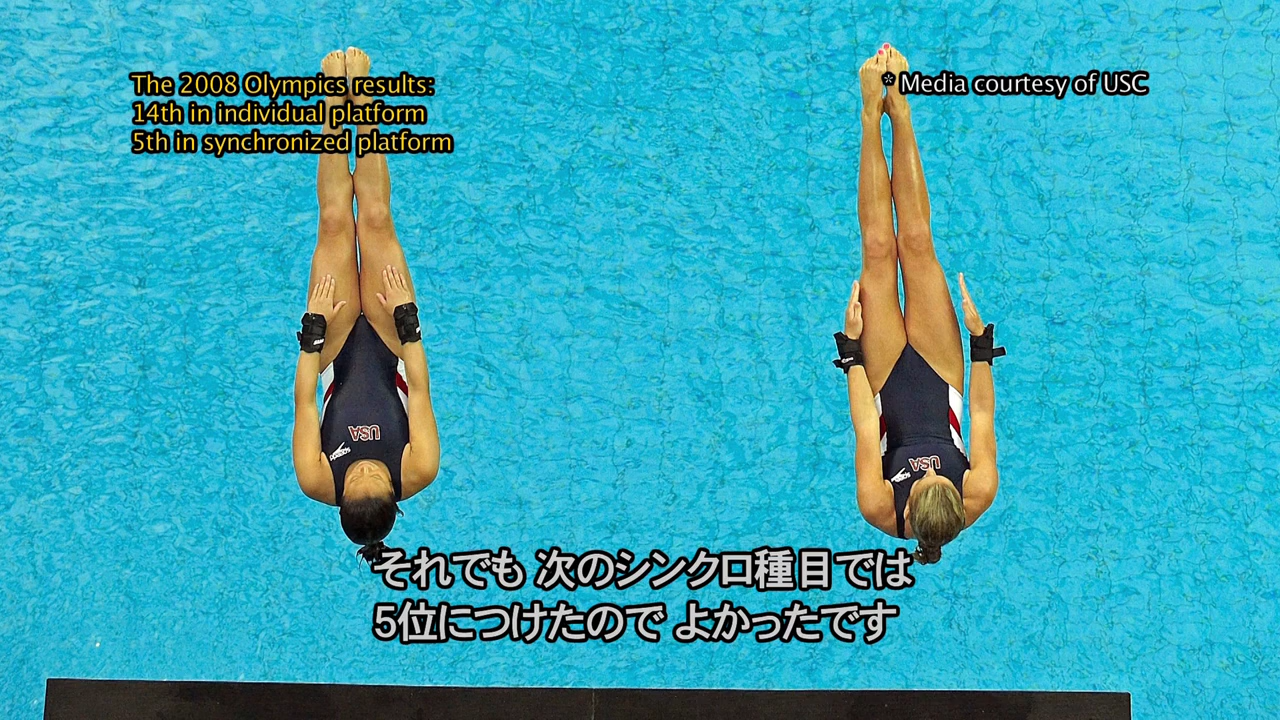 The 2008 Olympics results:
14th in individual platform
5th in synchronized platform
* Media courtesy of USC
USA
speedo
USA
speedo
それでも 次のシンクロ種目では
5位につけたので よかったです